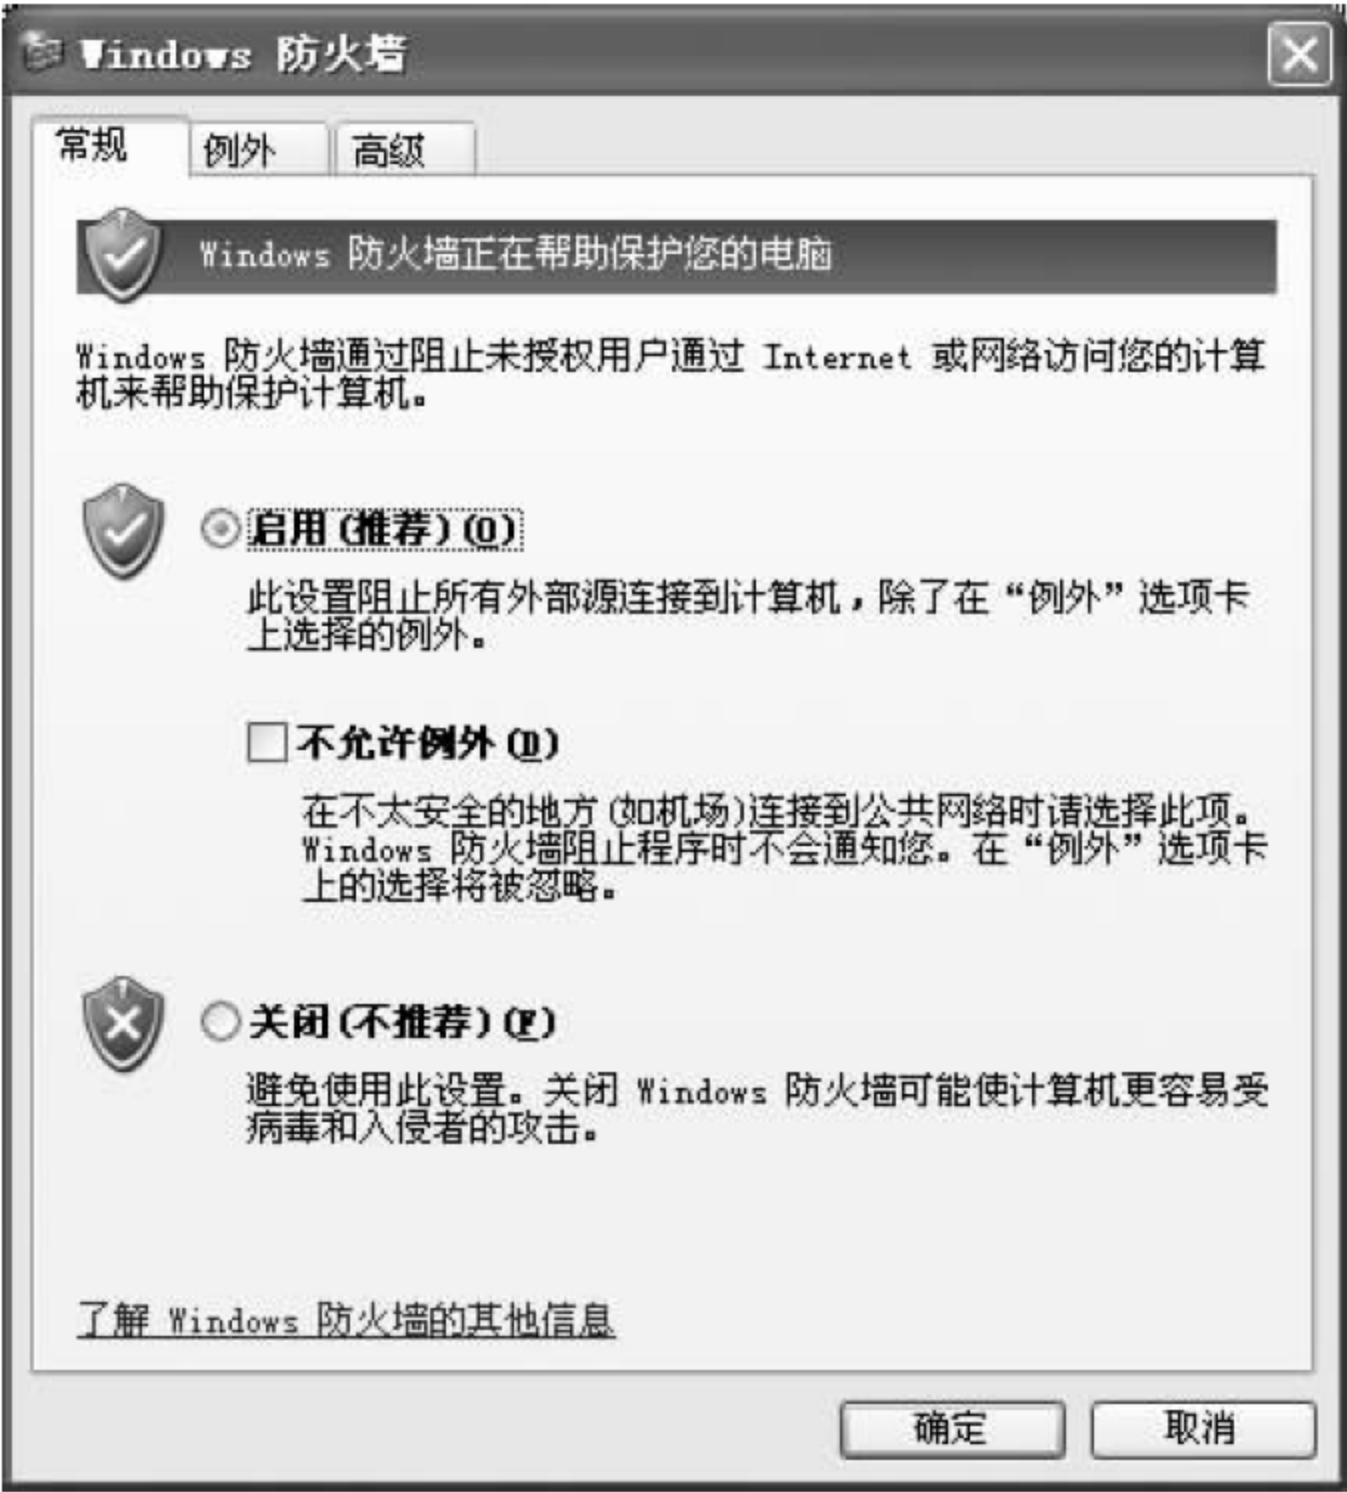 Windows 防火墙
常规 例外 高级
Windows 防火墙正在帮助保护您的电脑
Windows 防火墙通过阻止未授权用户通过 Internet 或网络访问您的计算
机来帮助保护计算机。
启用(推荐)(O)
此设置阻止所有外部源连接到计算机，除了在“例外”选项卡
上选择的例外。
不允许例外(D)
在不太安全的地方(如机场)连接到公共网络时请选择此项。
Windows 防火墙阻止程序时不会通知您。在“例外”选项卡
上的选择将被忽略。
关闭(不推荐)(F)
避免使用此设置。关闭 Windows 防火墙可能使计算机更容易受
病毒和入侵者的攻击。
了解 Windows 防火墙的其他信息
确定 取消